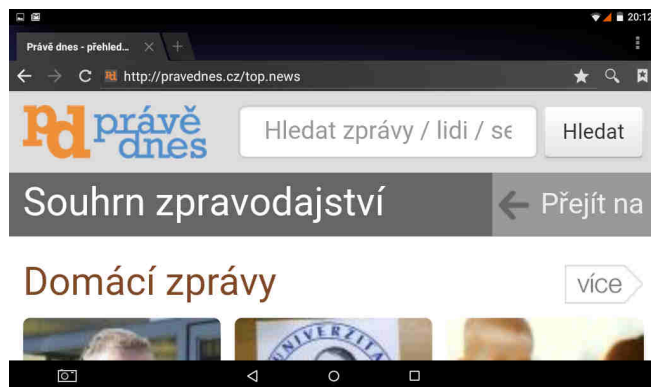 20:12
Právě dnes - přehled...
http://pravednes.cz/top.news
Pd právě dnes
Hledat zprávy / lidi / se
Hledat
Souhrn zpravodajství
Přejít na
Domácí zprávy
více
UNIVERZITA